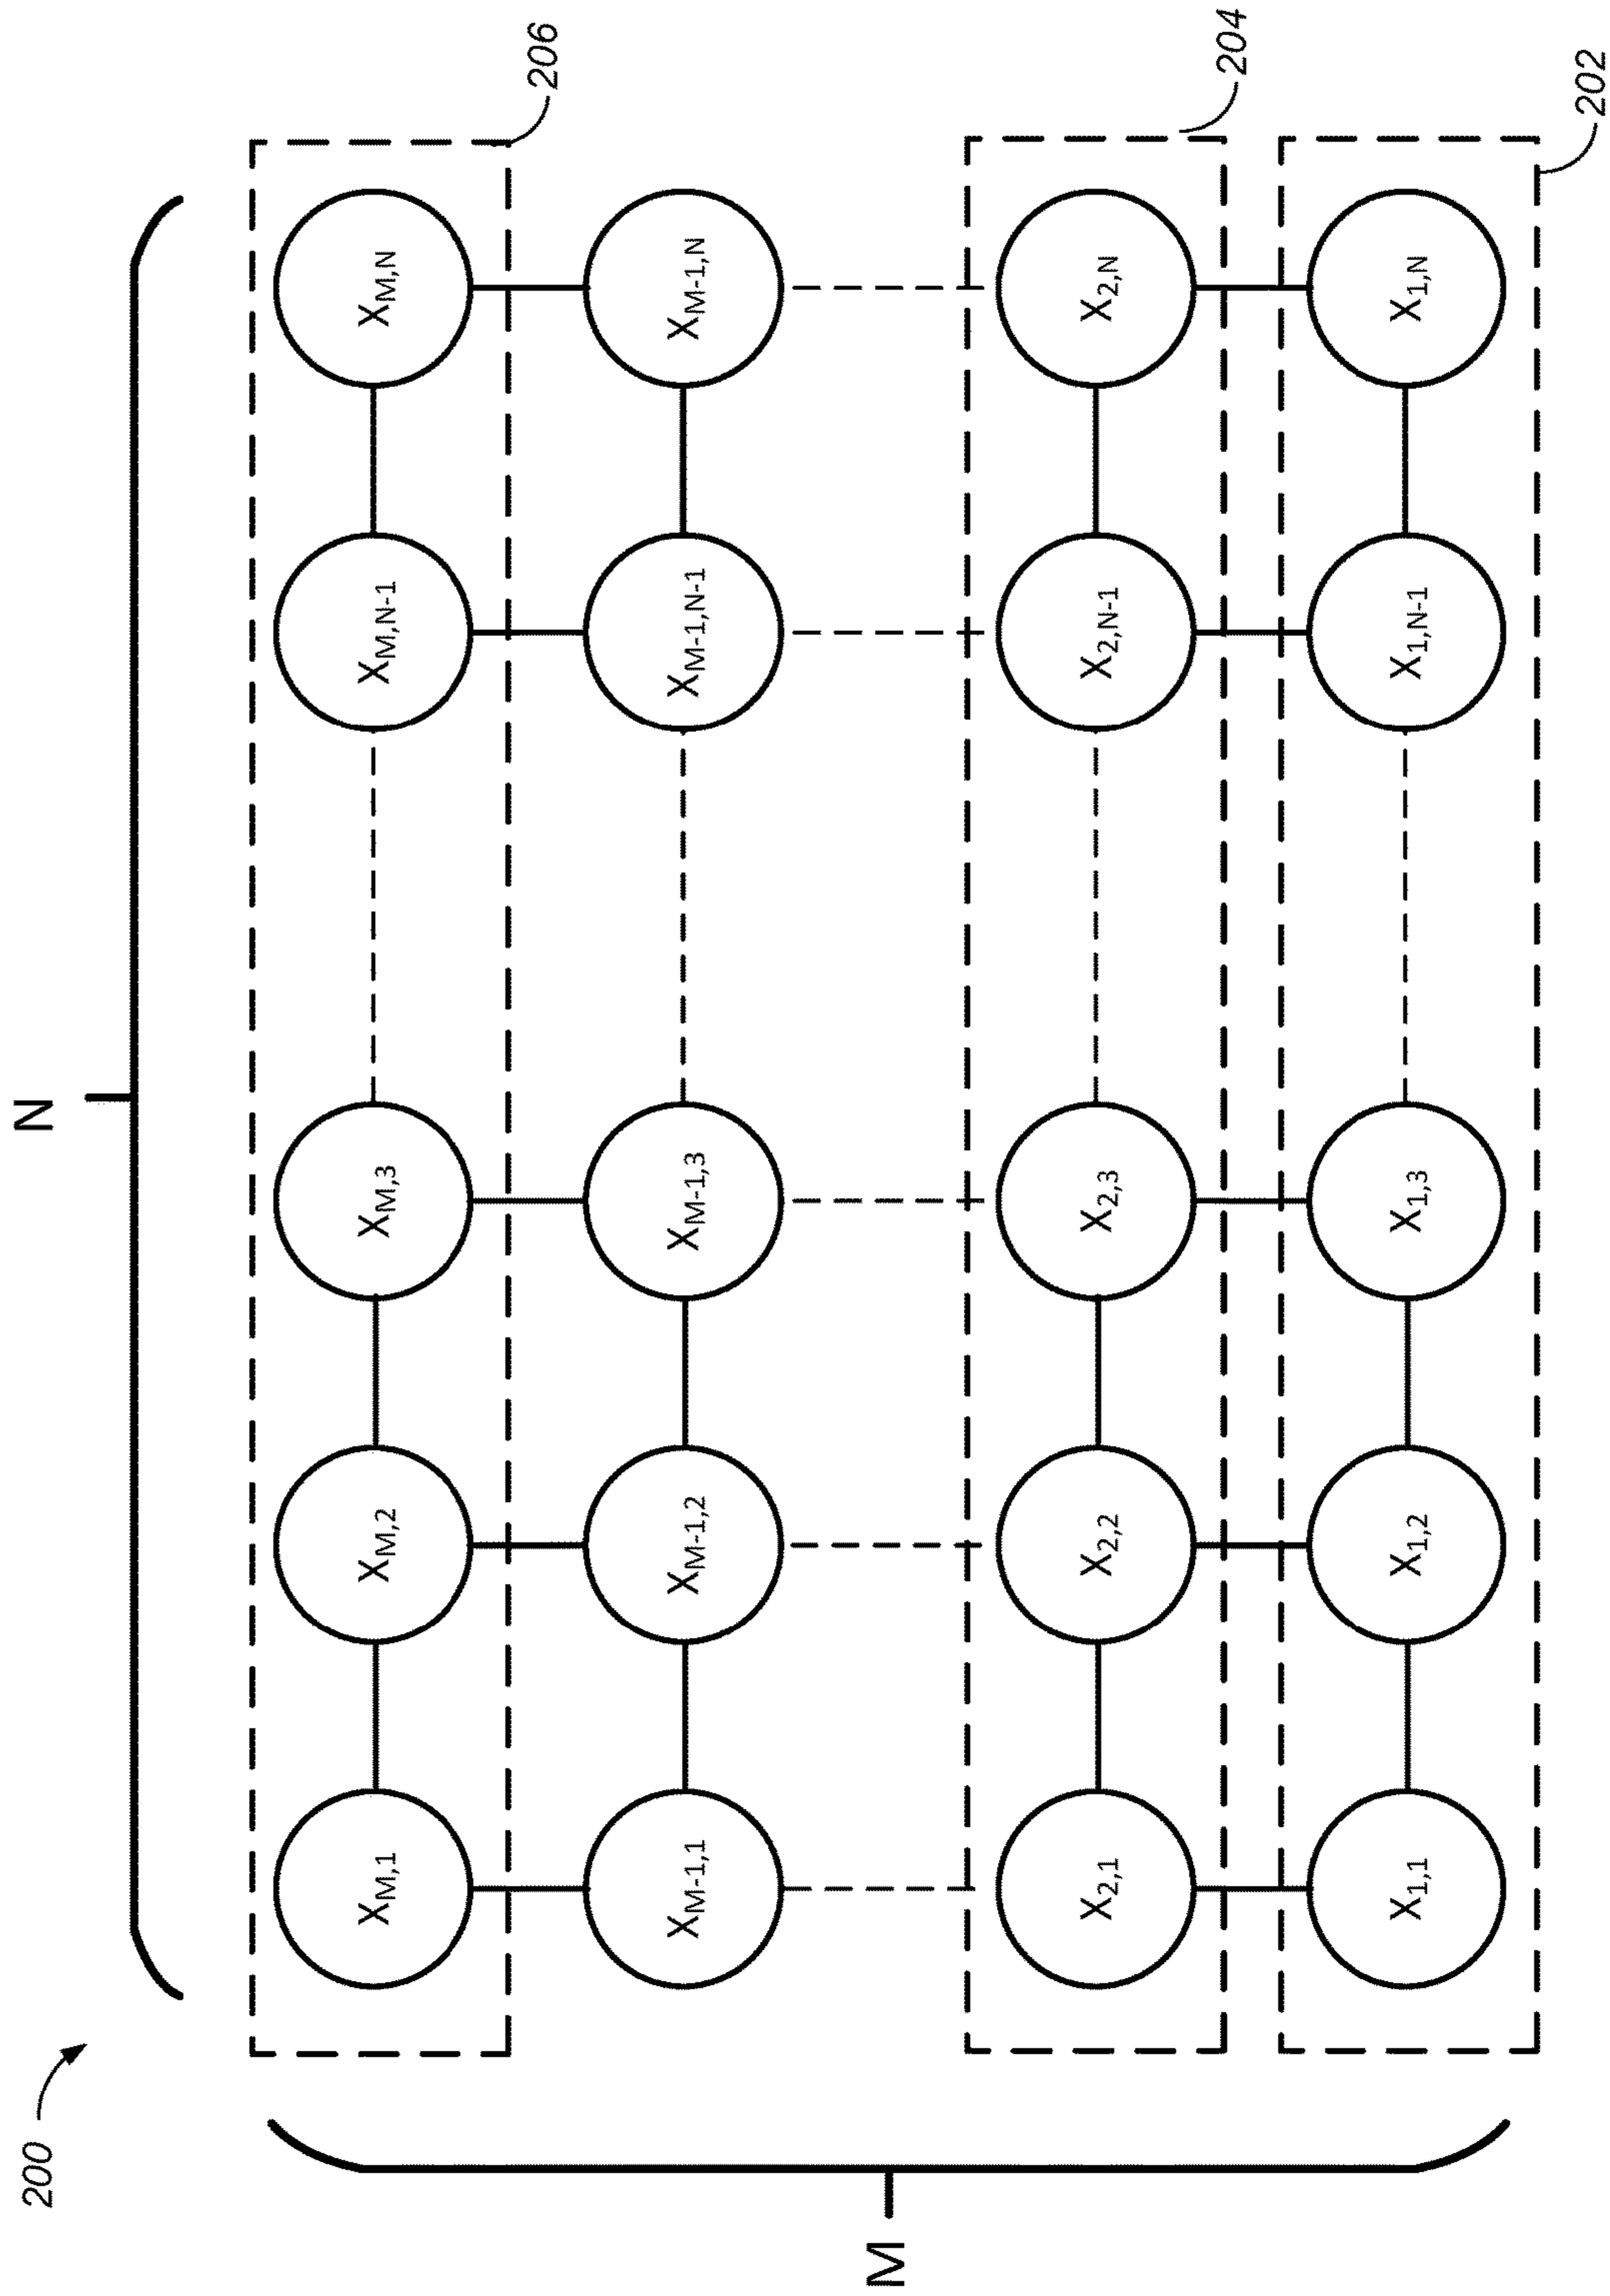 200
N
206
X_{M,1} X_{M,2} X_{M,3} X_{M,N-1} X_{M,N}
X_{M-1,1} X_{M-1,2} X_{M-1,3} X_{M-1,N-1} X_{M-1,N}
M
204
X_{2,1} X_{2,2} X_{2,3} X_{2,N-1} X_{2,N}
X_{1,1} X_{1,2} X_{1,3} X_{1,N-1} X_{1,N}
202